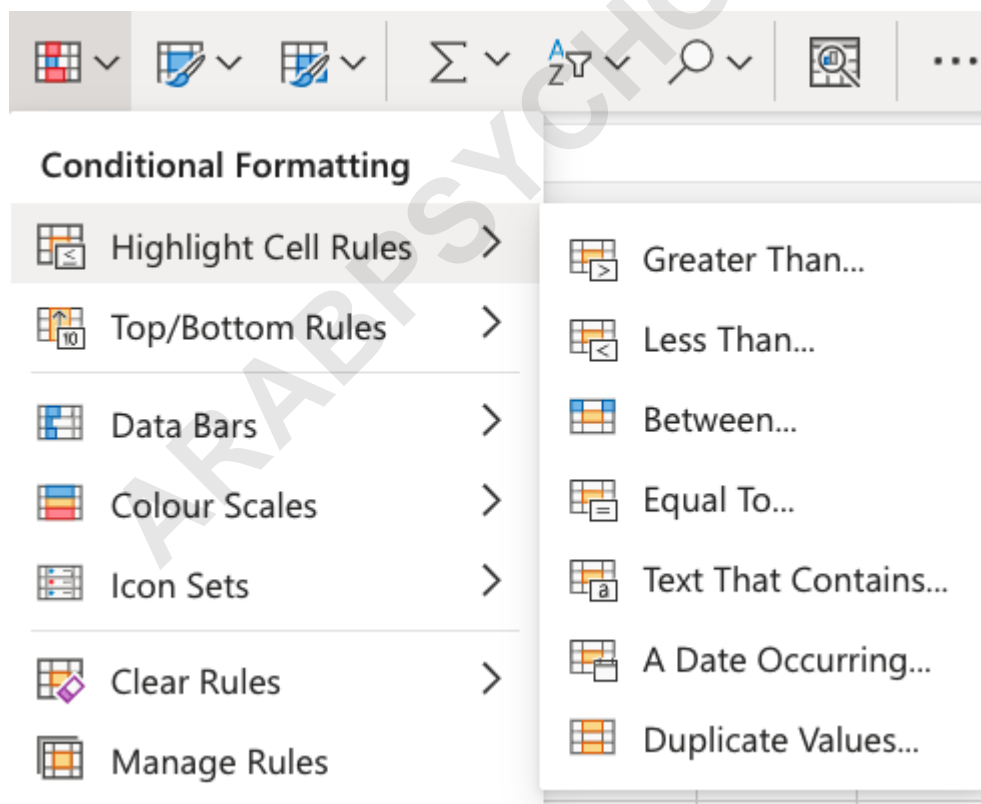 Conditional Formatting
Highlight Cell Rules
Top/Bottom Rules
Data Bars
Colour Scales
Icon Sets
Clear Rules
Manage Rules
Greater Than...
Less Than...
Between...
Equal To...
Text That Contains...
A Date Occurring...
Duplicate Values...
ARABPSYCHO